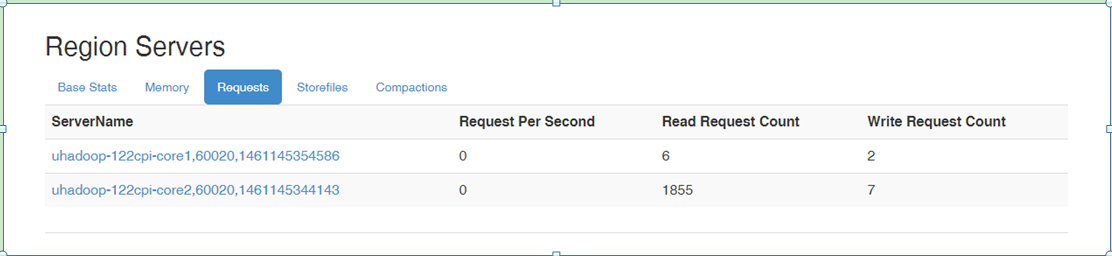 Region Servers
Base Stats Memory Requests Storefiles Compactions
ServerName Request Per Second Read Request Count Write Request Count
uhadoop-122cpi-core1,60020,1461145354586 0 6 2
uhadoop-122cpi-core2,60020,1461145344143 0 1855 7